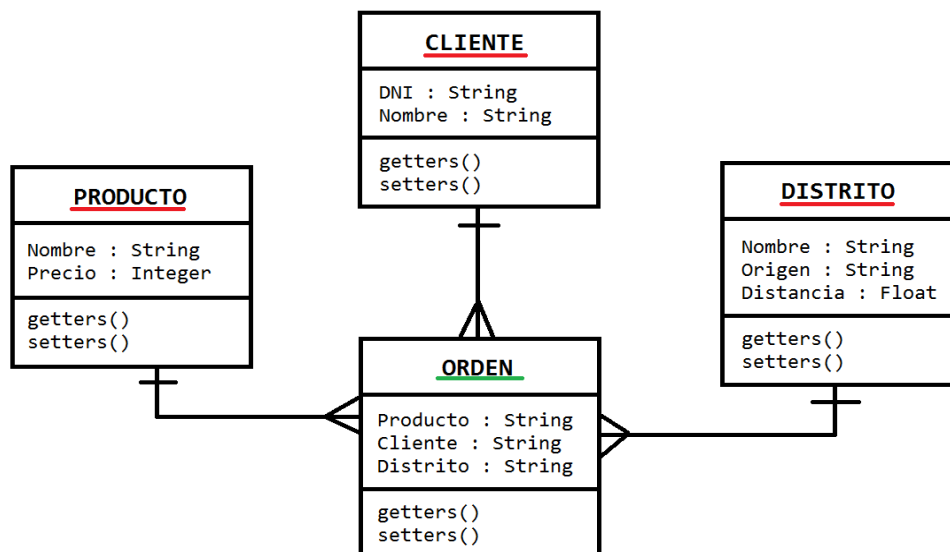 CLIENTE
DNI : String
Nombre : String
getters()
setters()
PRODUCTO
Nombre : String
Precio : Integer
getters()
setters()
DISTRITO
Nombre : String
Origen : String
Distancia : Float
getters()
setters()
ORDEN
Producto : String
Cliente : String
Distrito : String
getters()
setters()